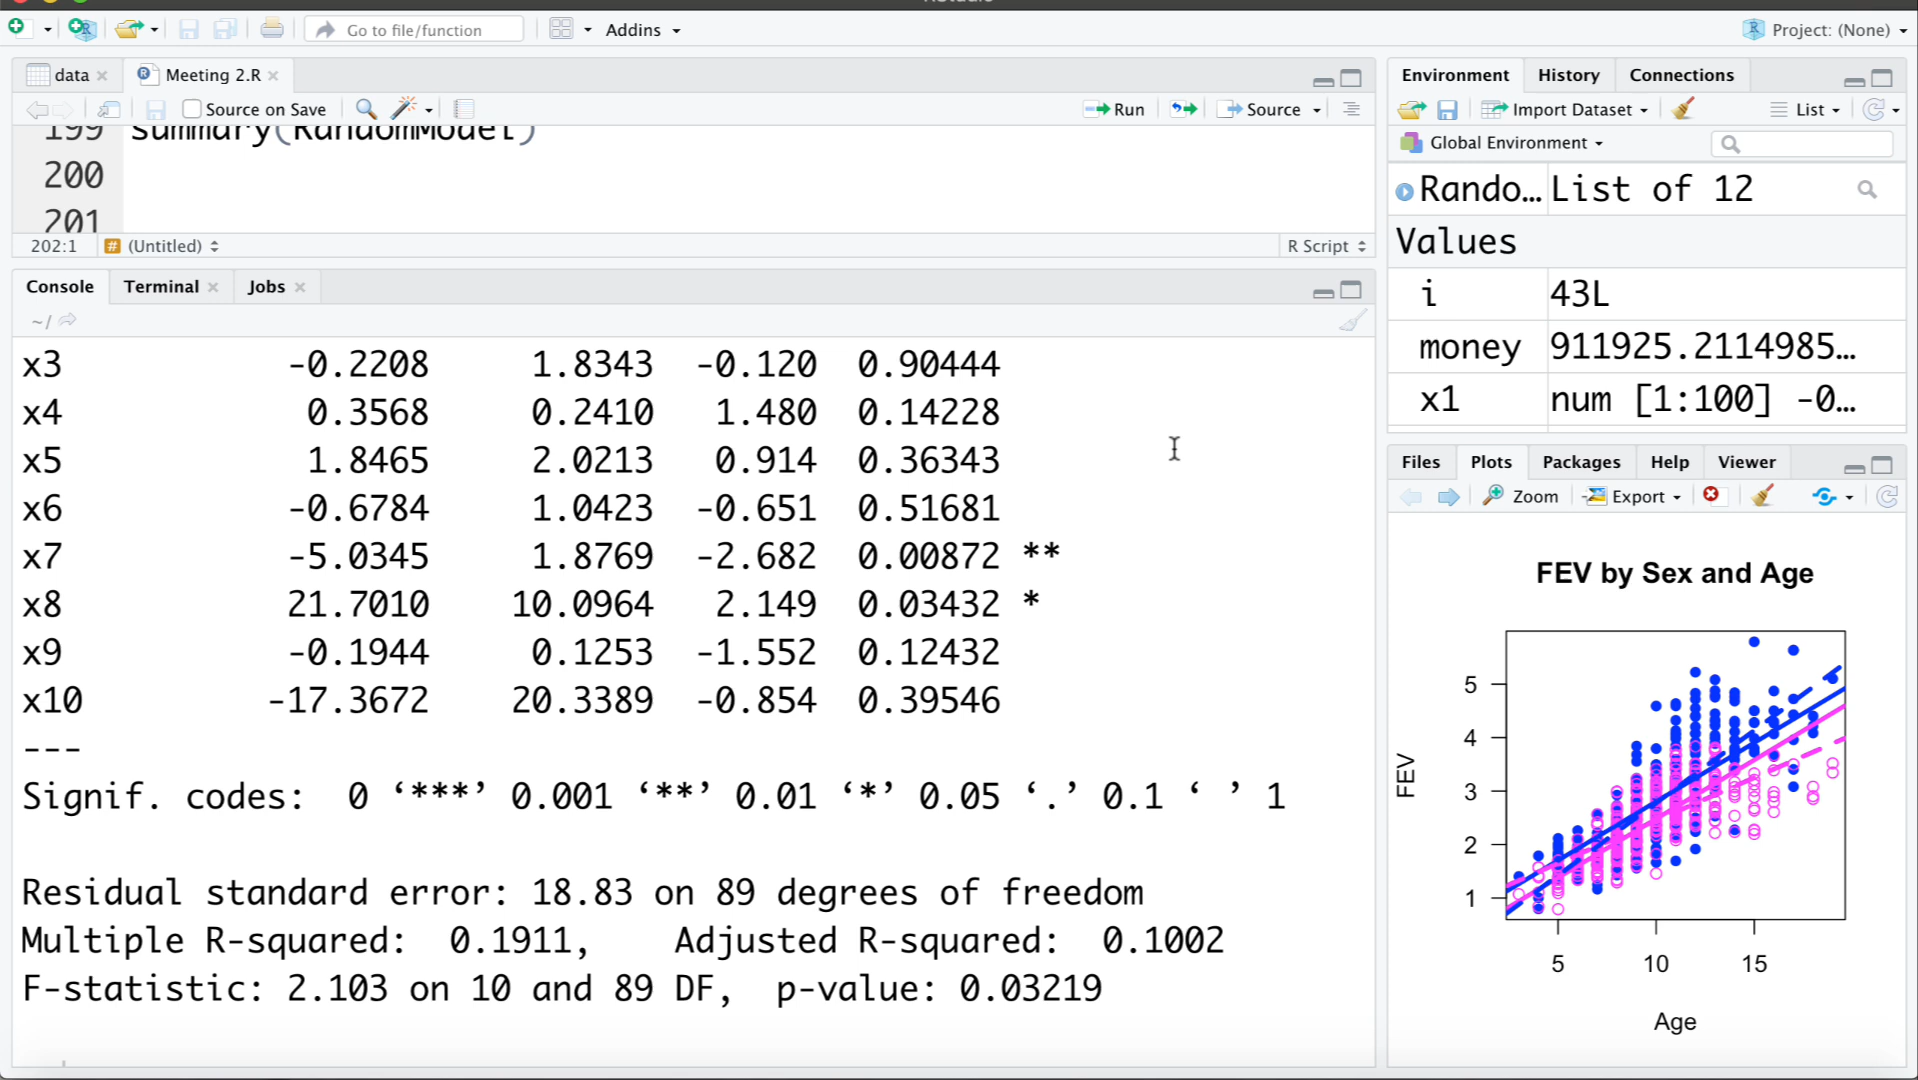 Go to file/function
Addins
Project: (None)
data
Meeting 2.R
Source on Save
Run
Source
199 summary(RandomModel)
200
201
202:1
(Untitled)
R Script
Console
Terminal
Jobs
~/
x3 -0.2208 1.8343 -0.120 0.90444
x4 0.3568 0.2410 1.480 0.14228
x5 1.8465 2.0213 0.914 0.36343
x6 -0.6784 1.0423 -0.651 0.51681
x7 -5.0345 1.8769 -2.682 0.00872 **
x8 21.7010 10.0964 2.149 0.03432 *
x9 -0.1944 0.1253 -1.552 0.12432
x10 -17.3672 20.3389 -0.854 0.39546
---
Signif. codes: 0 ‘***’ 0.001 ‘**’ 0.01 ‘*’ 0.05 ‘.’ 0.1 ‘ ’ 1
Residual standard error: 18.83 on 89 degrees of freedom
Multiple R-squared: 0.1911, Adjusted R-squared: 0.1002
F-statistic: 2.103 on 10 and 89 DF, p-value: 0.03219
Environment
History
Connections
Import Dataset
List
Global Environment
Rando… List of 12
Values
i 43L
money 911925.2114985…
x1 num [1:100] -0…
Files
Plots
Packages
Help
Viewer
Zoom
Export
FEV by Sex and Age
FEV
5
4
3
2
1
5 10 15
Age